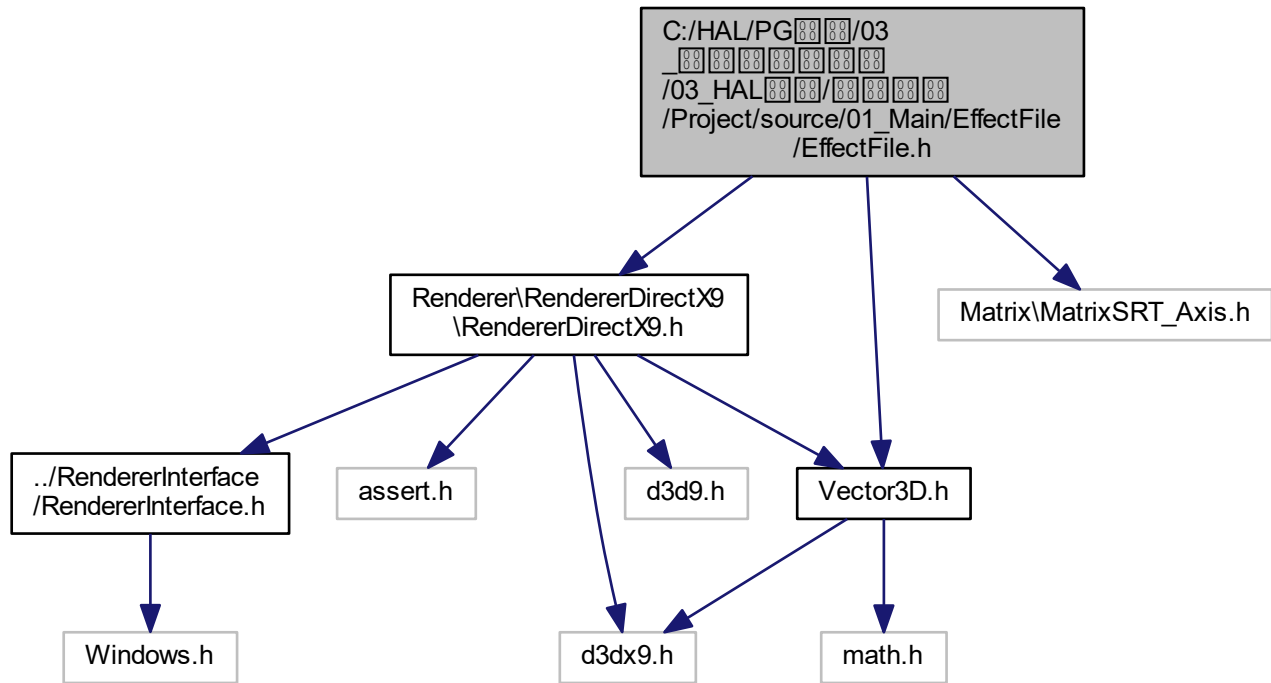 C:/HAL/PG/03
_
/03_HAL/
/Project/source/01_Main/EffectFile
/EffectFile.h
Renderer\RendererDirectX9
\RendererDirectX9.h
Matrix\MatrixSRT_Axis.h
../RendererInterface
/RendererInterface.h
assert.h
d3d9.h
Vector3D.h
Windows.h
d3dx9.h
math.h